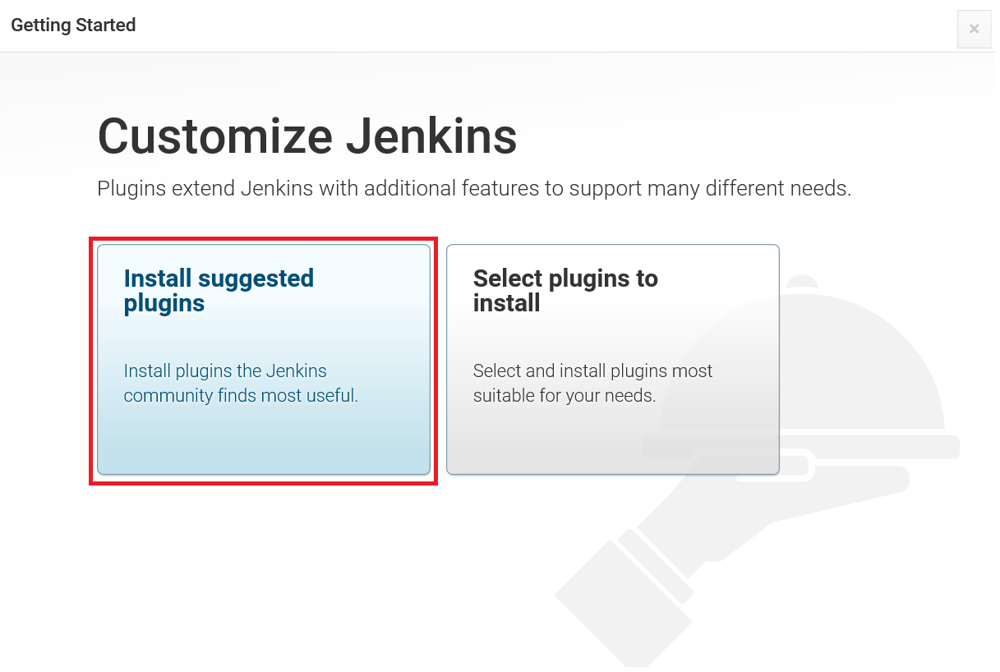 Getting Started
×
Customize Jenkins
Plugins extend Jenkins with additional features to support many different needs.
Install suggested
plugins
Install plugins the Jenkins
community finds most useful.
Select plugins to
install
Select and install plugins most
suitable for your needs.